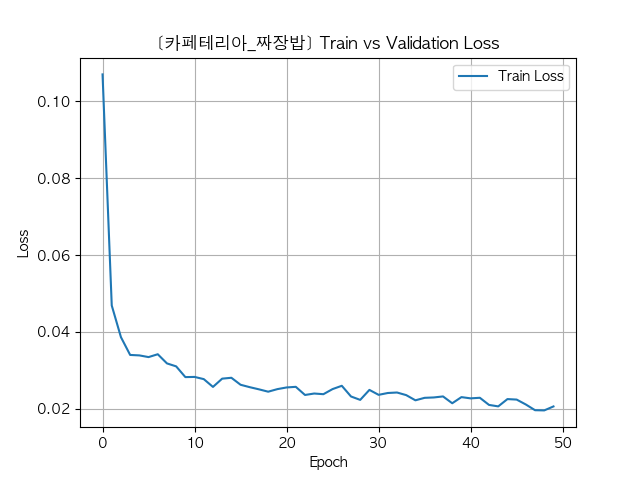 [카페테리아_짜장밥] Train vs Validation Loss
Train Loss
0.10
0.08
0.06
0.04
0.02
Loss
0 10 20 30 40 50
Epoch